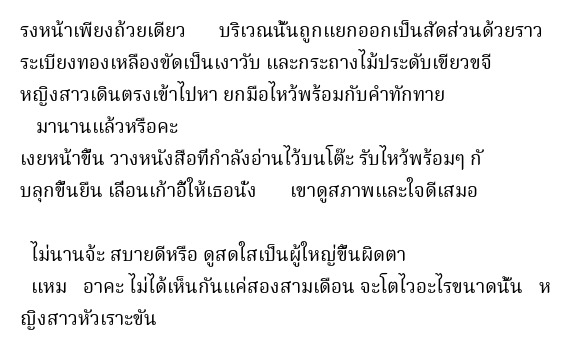 รงหน้าเพียงถ้วยเดียว บริเวณนั้นถูกแยกออกเป็นสัดส่วนด้วยราว
ระเบียงทองเหลืองขัดเป็นเงาวับ และกระถางไม้ประดับเขียวขจี
หญิงสาวเดินตรงเข้าไปหา ยกมือไหว้พร้อมกับคำทักทาย
มานานแล้วหรือคะ
เงยหน้าขึ้น วางหนังสือที่กำลังอ่านไว้บนโต๊ะ รับไหว้พร้อมๆ กั
บลุกขึ้นยืน เลื่อนเก้าอี้ให้เธอนั่ง เขาดูสภาพและใจดีเสมอ
ไม่นานจ้ะ สบายดีหรือ ดูสดใสเป็นผู้ใหญ่ขึ้นผิดตา
แหม อาคะ ไม่ได้เห็นกันแค่สองสามเดือน จะโตไวอะไรขนาดนั้น ห
ญิงสาวหัวเราะขัน